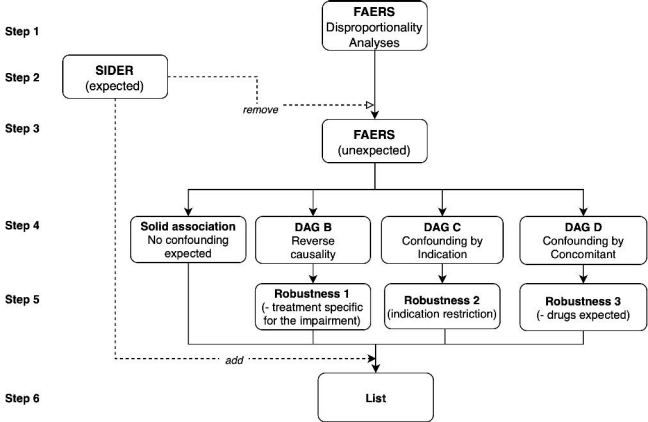 Step 1
FAERS
Disproportionality
Analyses
Step 2
SIDER
(expected)
remove
Step 3
FAERS
(unexpected)
Step 4
Solid association
No confounding
expected
DAG B
Reverse
causality
DAG C
Confounding by
Indication
DAG D
Confounding by
Concomitant
Step 5
Robustness 1
(- treatment specific
for the impairment)
Robustness 2
(indication restriction)
Robustness 3
(- drugs expected)
add
Step 6
List